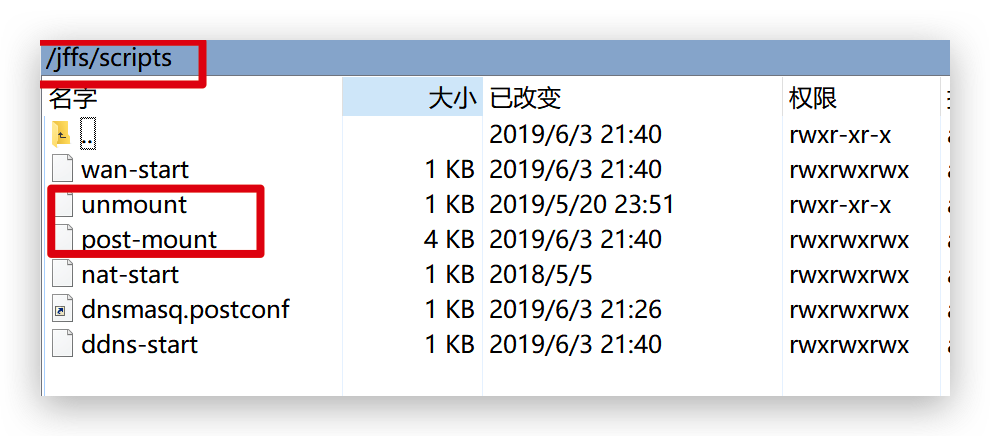 /jffs/scripts
名字 大小 已改变 权限
.. 2019/6/3 21:40 rwxr-xr-x
wan-start 1 KB 2019/6/3 21:40 rwxrwxrwx
unmount 1 KB 2019/5/20 23:51 rwxr-xr-x
post-mount 4 KB 2019/6/3 21:40 rwxrwxrwx
nat-start 1 KB 2018/5/5 rwxrwxrwx
dnsmasq.postconf 1 KB 2019/6/3 21:26 rwxrwxrwx
ddns-start 1 KB 2019/6/3 21:40 rwxrwxrwx